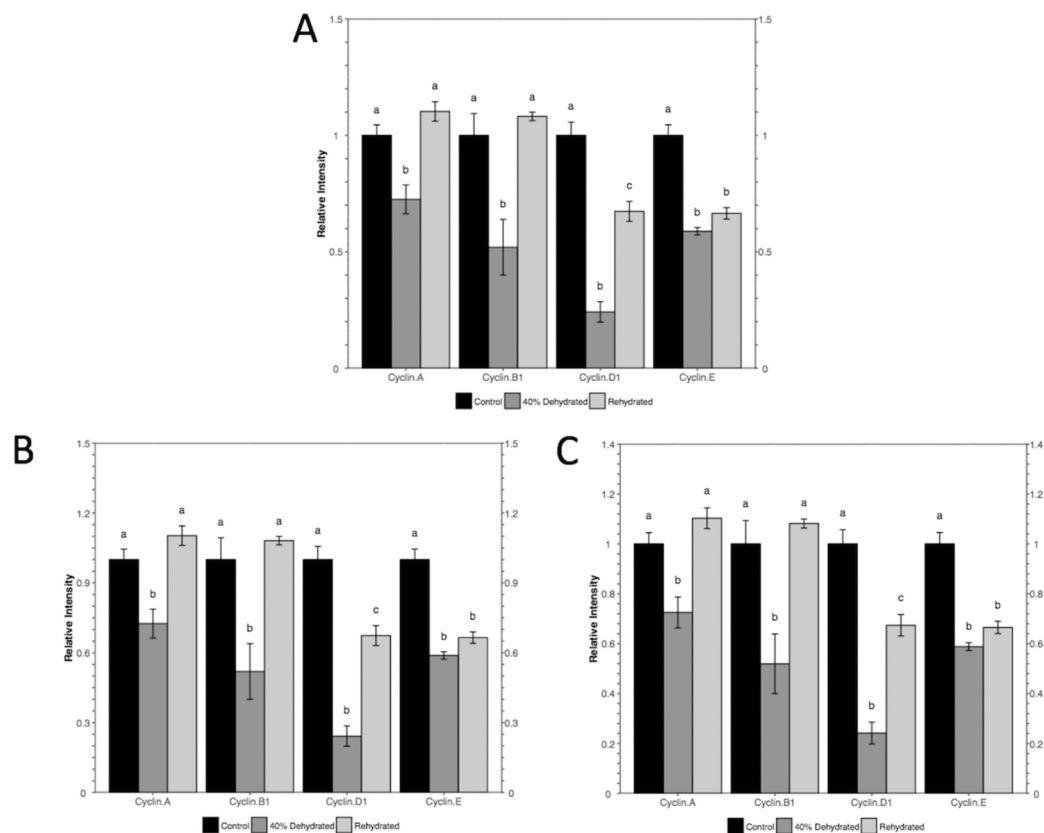 A
1.5
1.5
a
a
a
a
a
a
1
1
b
c
b
b
b
0.5
0.5
b
0
0
Relative Intensity
Cyclin.A
Cyclin.B1
Cyclin.D1
Cyclin.E
Control
40% Dehydrated
Rehydrated
B
1.5
1.5
1.2
1.2
a
a
a
a
a
a
0.9
0.9
b
c
b
b
b
0.6
0.6
0.3
0.3
b
0
0
Relative Intensity
Cyclin.A
Cyclin.B1
Cyclin.D1
Cyclin.E
Control
40% Dehydrated
Rehydrated
C
1.4
1.4
1.2
1.2
a
a
a
a
a
a
1
1
b
0.8
0.8
c
b
b
b
0.6
0.6
0.4
0.4
b
0.2
0.2
0
0
Relative Intensity
Cyclin.A
Cyclin.B1
Cyclin.D1
Cyclin.E
Control
40% Dehydrated
Rehydrated